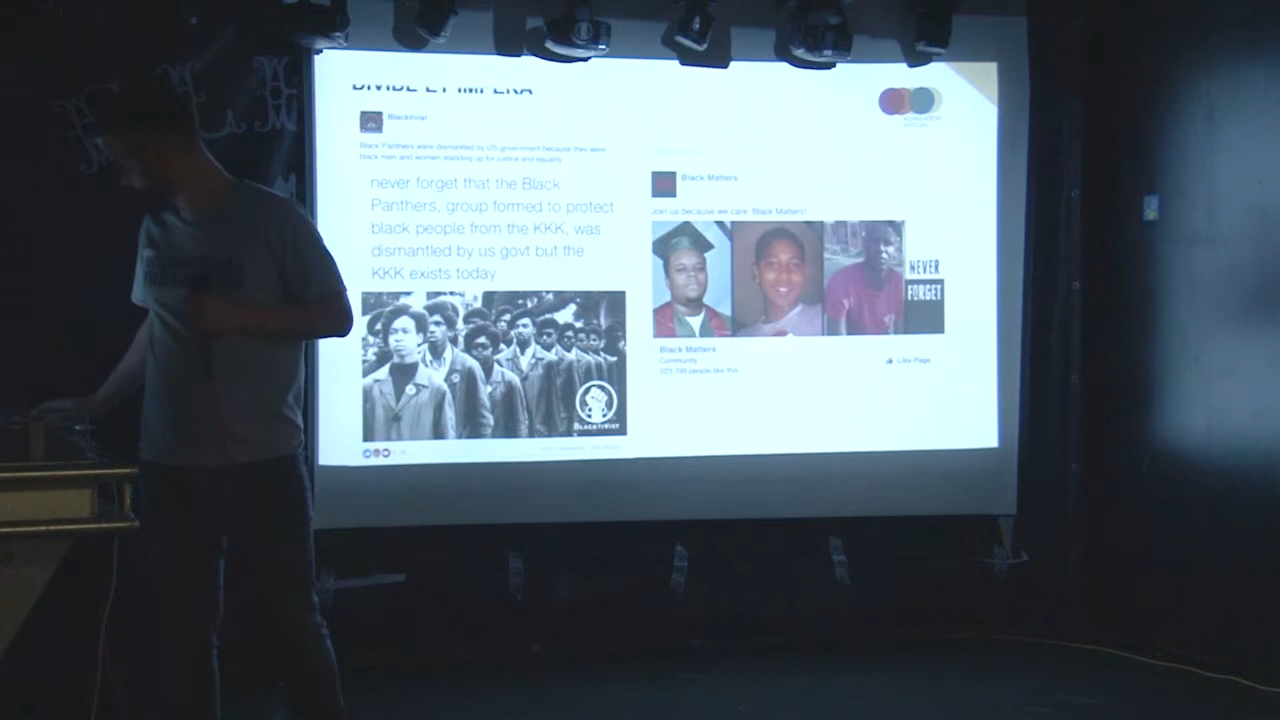 DIVIDE ET IMPERA
Blacktivist
Black Panthers were dismantled by US government because they were
black men and women standing up for justice and equality
never forget that the Black
Panthers, group formed to protect
black people from the KKK, was
dismantled by us govt but the
KKK exists today
BLACKTIVIST
Black Matters
Join us because we care. Black Matters!
NEVER
FORGET
Black Matters
Community
223,799 people like this
Like Page